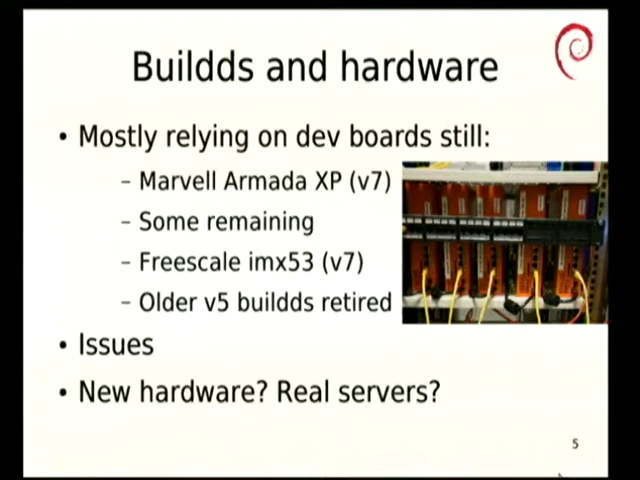 Buildds and hardware
• Mostly relying on dev boards still:
– Marvell Armada XP (v7)
– Some remaining
– Freescale imx53 (v7)
– Older v5 buildds retired
• Issues
• New hardware? Real servers?
5